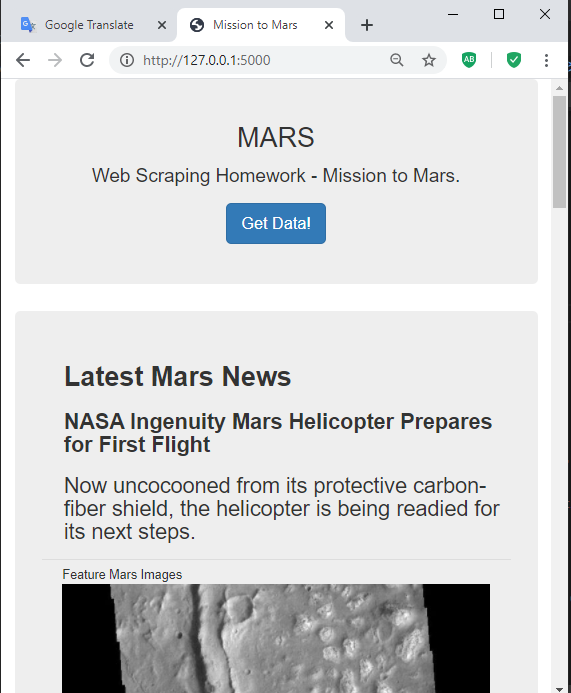 Google Translate
Mission to Mars
http://127.0.0.1:5000
AB
MARS
Web Scraping Homework - Mission to Mars.
Get Data!
Latest Mars News
NASA Ingenuity Mars Helicopter Prepares
for First Flight
Now uncocooned from its protective carbon-
fiber shield, the helicopter is being readied for
its next steps.
Feature Mars Images